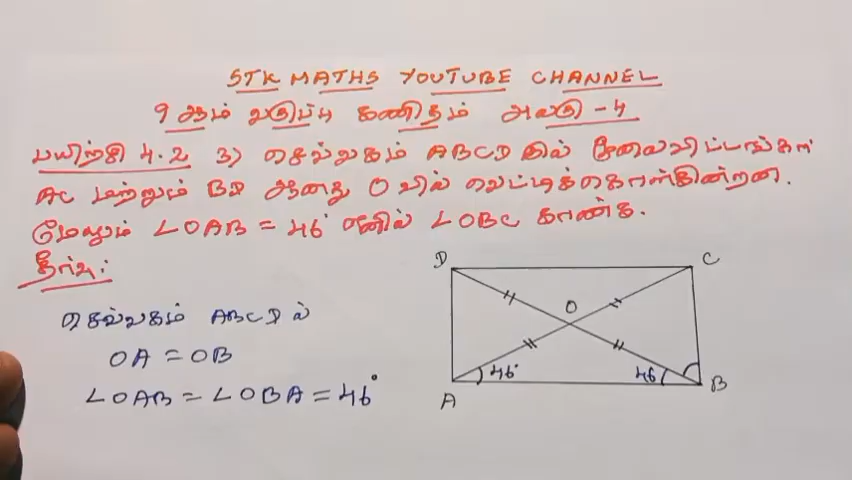 STK MATHS YOUTUBE CHANNEL
9 ஆம் வகுப்பு கணிதம் அலகு - 4
பயிற்சி 4.2 3) செவ்வகம் ABCD இல் மூலைவிட்டங்கள்
AC மற்றும் BD ஆனது O வில் வெட்டிக்கொள்கின்றன.
மேலும் ∠OAB = 46° எனில் ∠OBC காண்க.
தீர்வு:
செவ்வகம் ABCD ல்
OA = OB
∠OAB = ∠OBA = 46°
D
C
O
46°
46
A
B